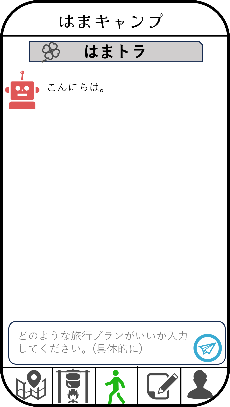 はまキャンプ
はまトラ
こんにちは。
どのような旅行プランがいいか入力
してください。(具体的に)